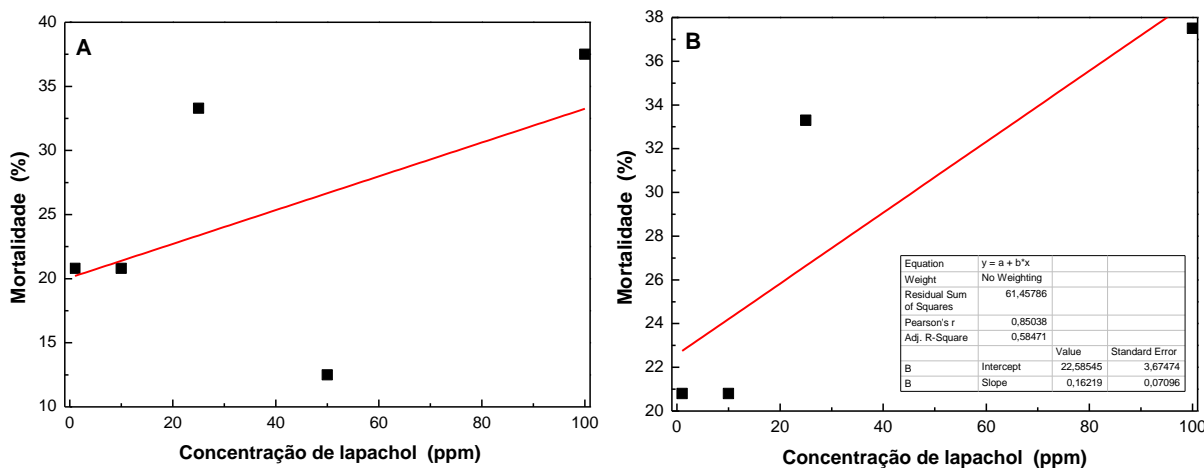 A
40
35
30
25
20
15
10
0
20
40
60
80
100
Mortalidade (%)
Concentração de lapachol (ppm)
B
38
36
34
32
30
28
26
24
22
20
0
20
40
60
80
100
Mortalidade (%)
Concentração de lapachol (ppm)
Equation y = a + b*x
Weight No Weighting
Residual Sum
of Squares 61,45786
Pearson's r 0,85038
Adj. R-Square 0,58471
Value Standard Error
B Intercept 22,58545 3,67474
B Slope 0,16219 0,07096